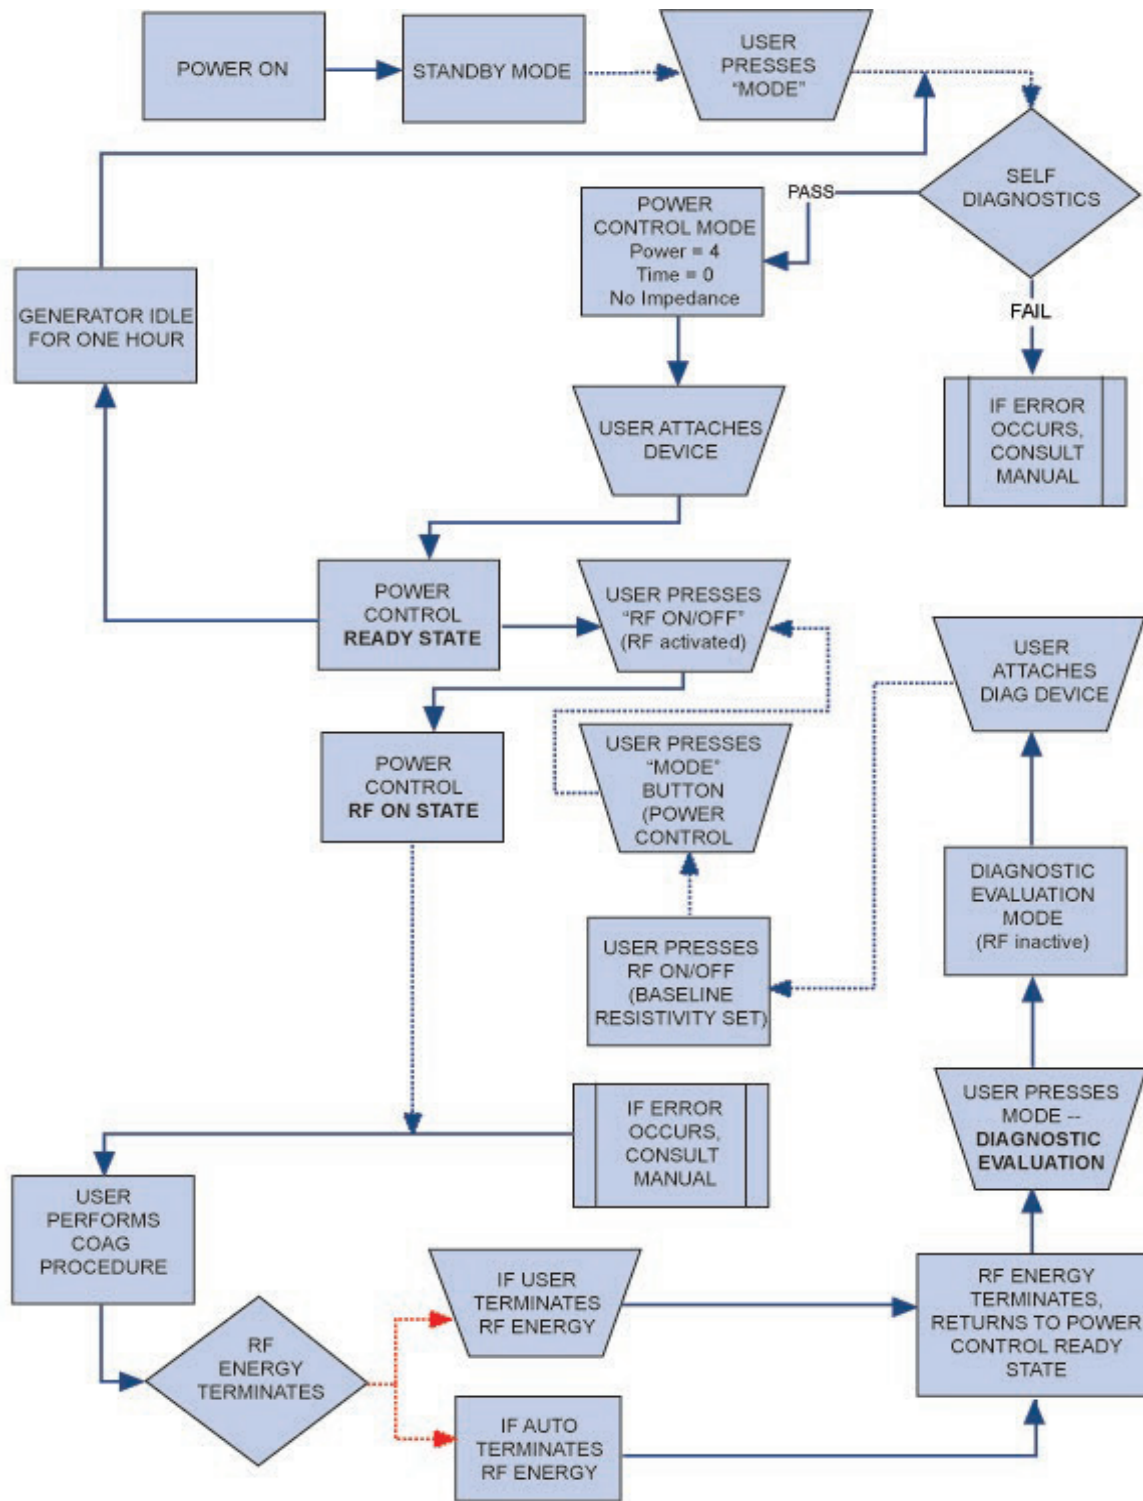 POWER ON
STANDBY MODE
USER
PRESSES
“MODE”
SELF
DIAGNOSTICS
PASS
POWER
CONTROL MODE
Power = 4
Time = 0
No Impedance
GENERATOR IDLE
FOR ONE HOUR
FAIL
IF ERROR
OCCURS,
CONSULT
MANUAL
USER ATTACHES
DEVICE
POWER
CONTROL
READY STATE
USER PRESSES
“RF ON/OFF”
(RF activated)
USER
ATTACHES
DIAG DEVICE
POWER
CONTROL
RF ON STATE
USER PRESSES
“MODE”
BUTTON
(POWER
CONTROL
DIAGNOSTIC
EVALUATION
MODE
(RF inactive)
USER PRESSES
RF ON/OFF
(BASELINE
RESISTIVITY SET)
USER PRESSES
MODE --
DIAGNOSTIC
EVALUATION
IF ERROR
OCCURS,
CONSULT
MANUAL
USER
PERFORMS
COAG
PROCEDURE
RF
ENERGY
TERMINATES
IF USER
TERMINATES
RF ENERGY
RF ENERGY
TERMINATES,
RETURNS TO POWER
CONTROL READY
STATE
IF AUTO
TERMINATES
RF ENERGY